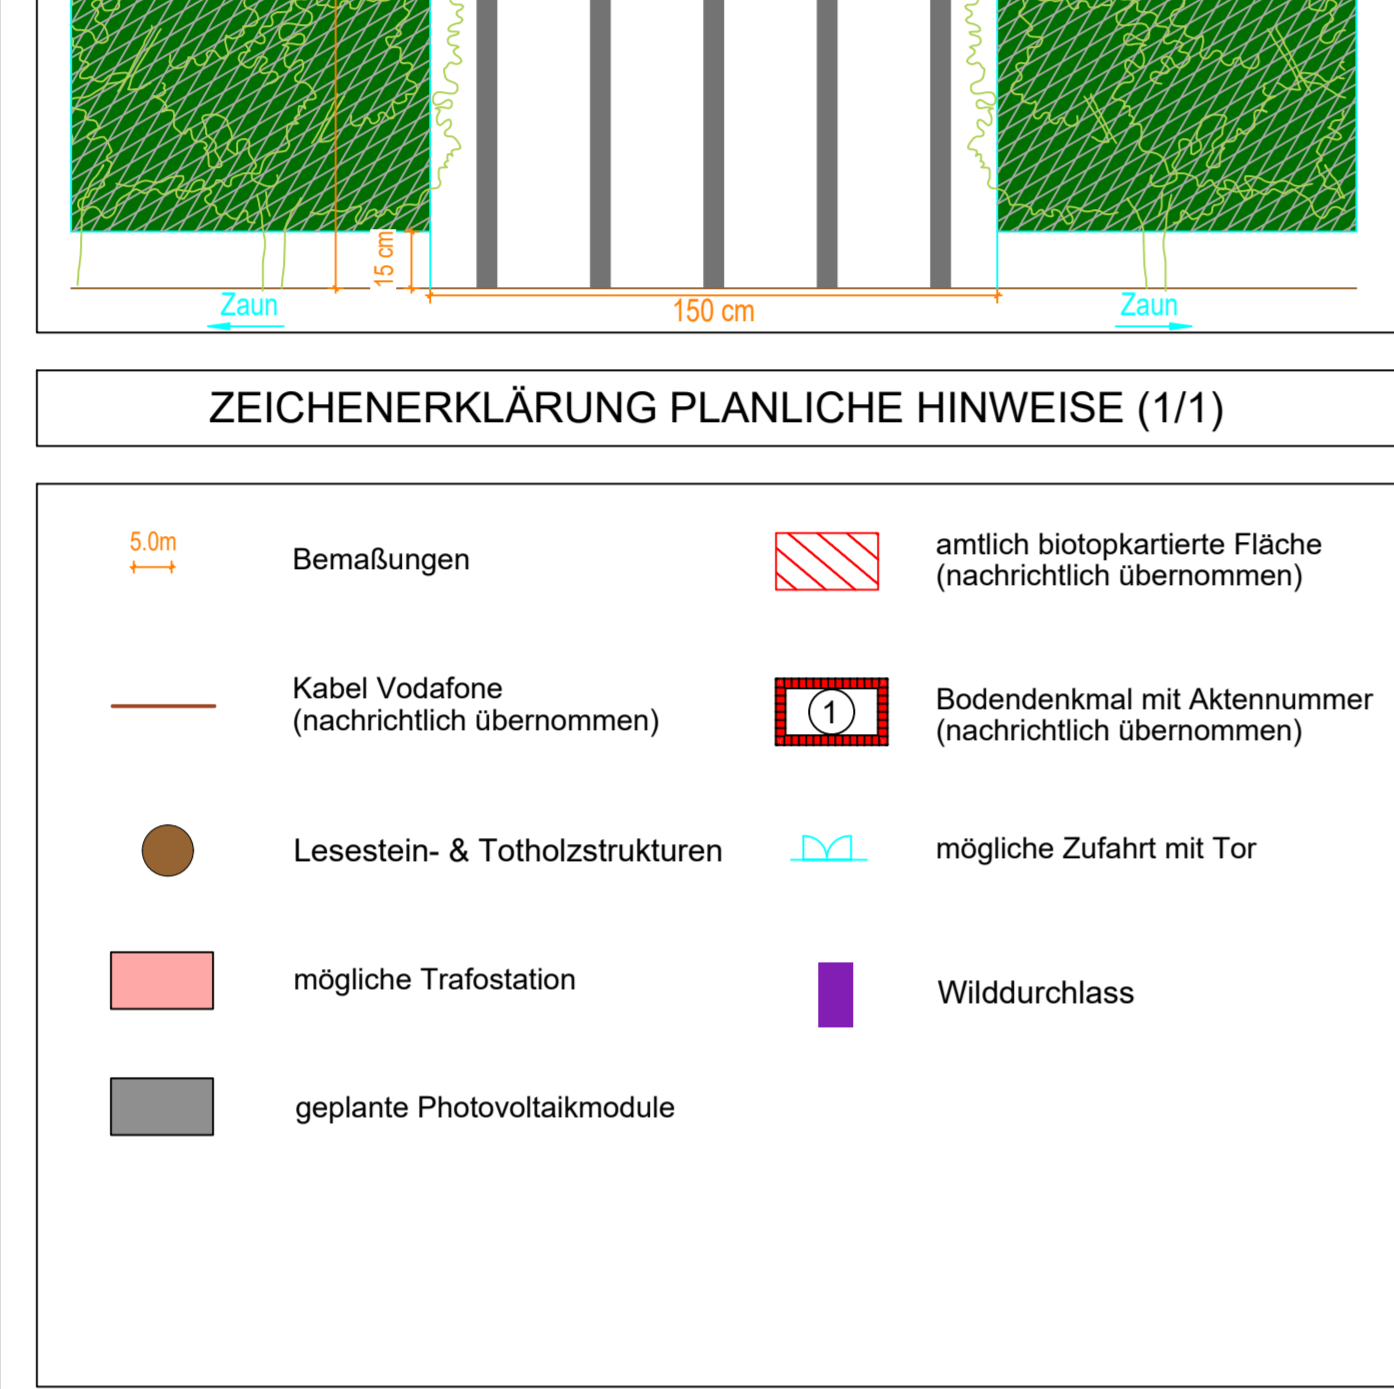 15 cm
150 cm
Zaun
Zaun
ZEICHENERKLÄRUNG PLANLICHE HINWEISE (1/1)
5.0m
Bemaßungen
amtlich biotopkartierte Fläche
(nachrichtlich übernommen)
Kabel Vodafone
(nachrichtlich übernommen)
1
Bodendenkmal mit Aktennummer
(nachrichtlich übernommen)
Lesestein- & Totholzstrukturen
mögliche Zufahrt mit Tor
mögliche Trafostation
Wilddurchlass
geplante Photovoltaikmodule